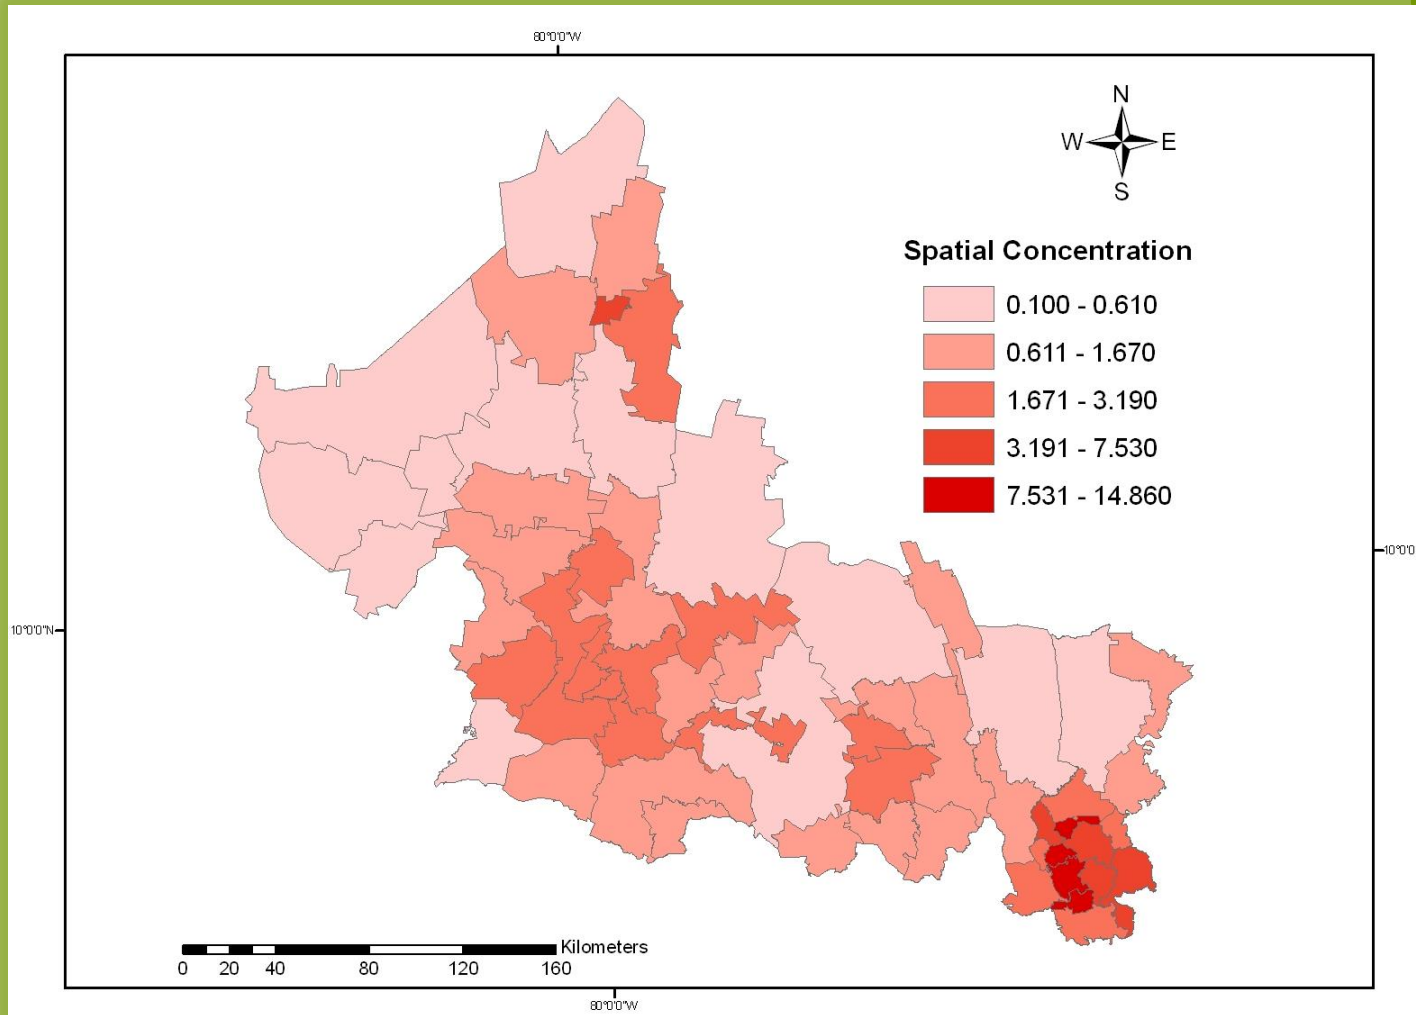 80°0'0"W
N
W E
S
Spatial Concentration
0.100 - 0.610
0.611 - 1.670
1.671 - 3.190
3.191 - 7.530
7.531 - 14.860
10°0'0
10°0'0"N
Kilometers
0 20 40 80 120 160
80°0'0"W